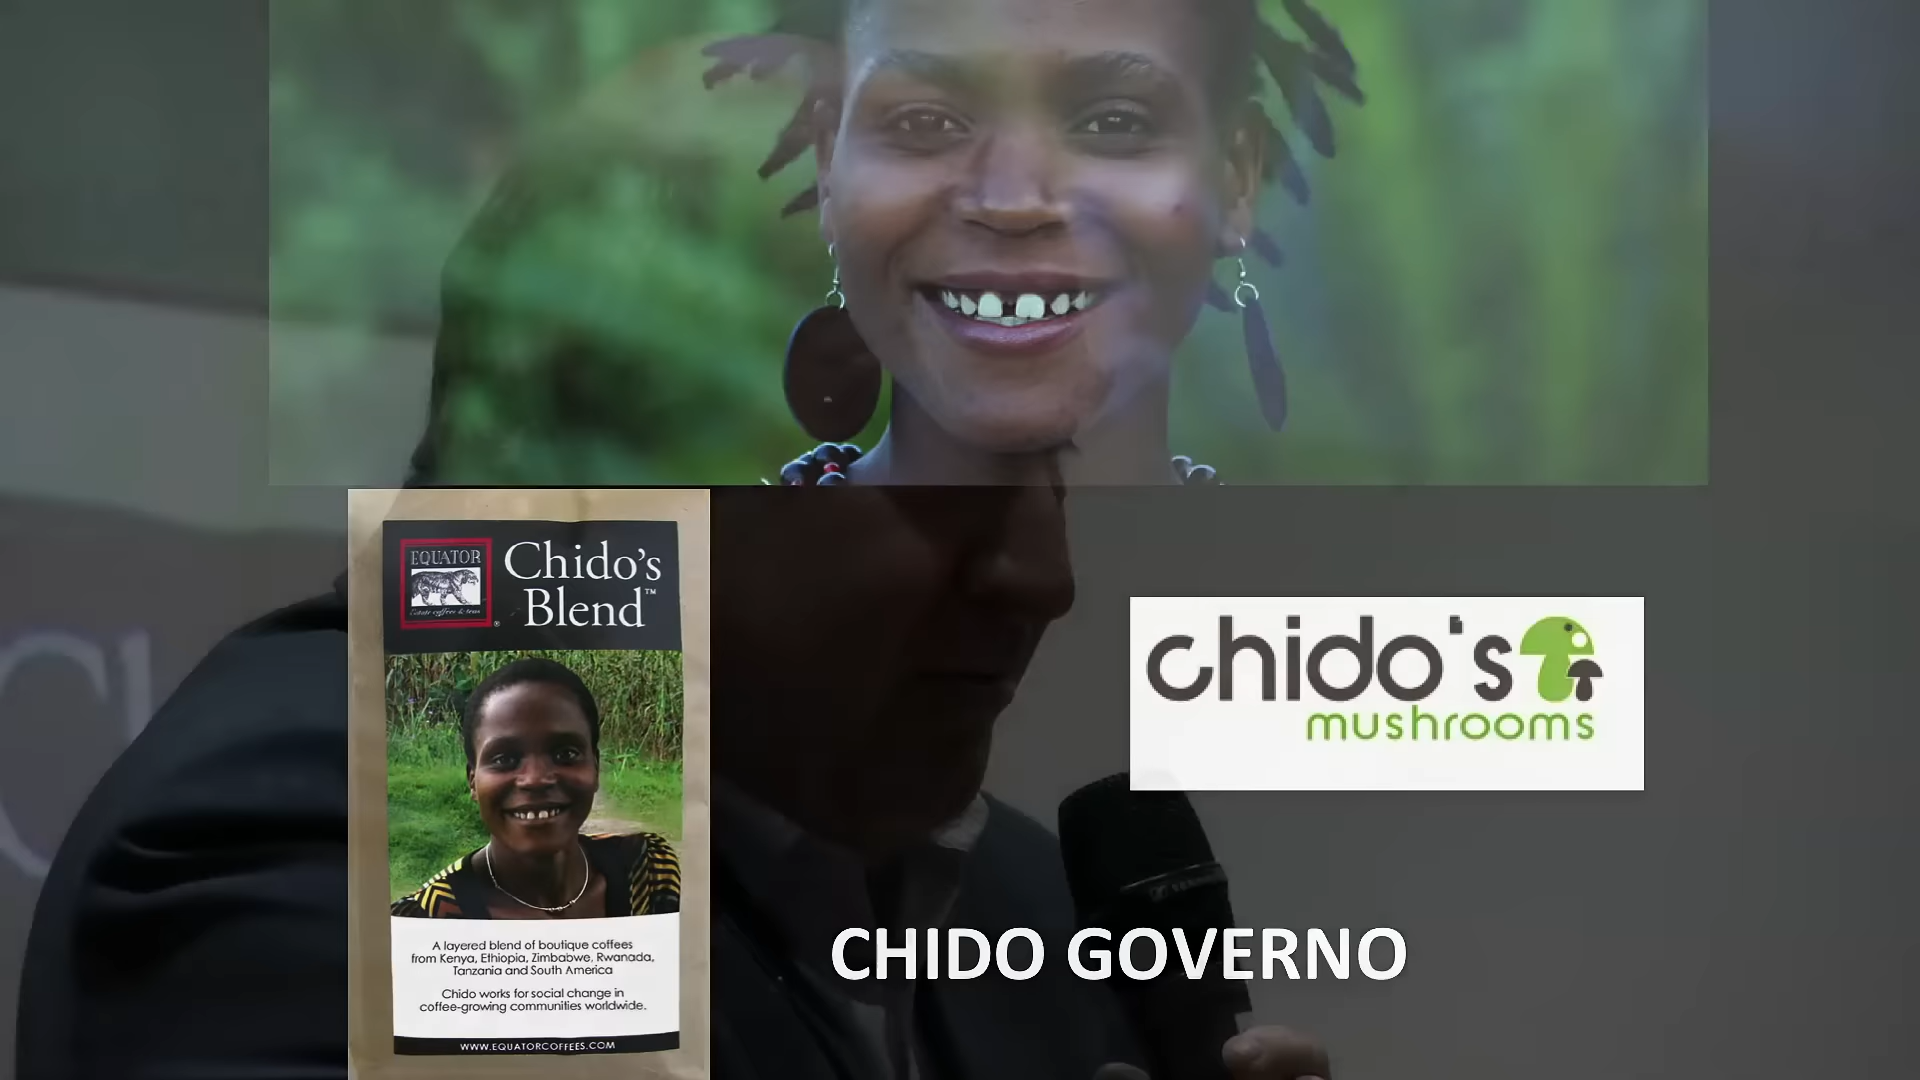 EQUATOR
Chido's
Blend™
Estate coffees & teas
A layered blend of boutique coffees
from Kenya, Ethiopia, Zimbabwe, Rwanada,
Tanzania and South America
Chido works for social change in
coffee-growing communities worldwide.
WWW.EQUATORCOFFEES.COM
chido's
mushrooms
CHIDO GOVERNO